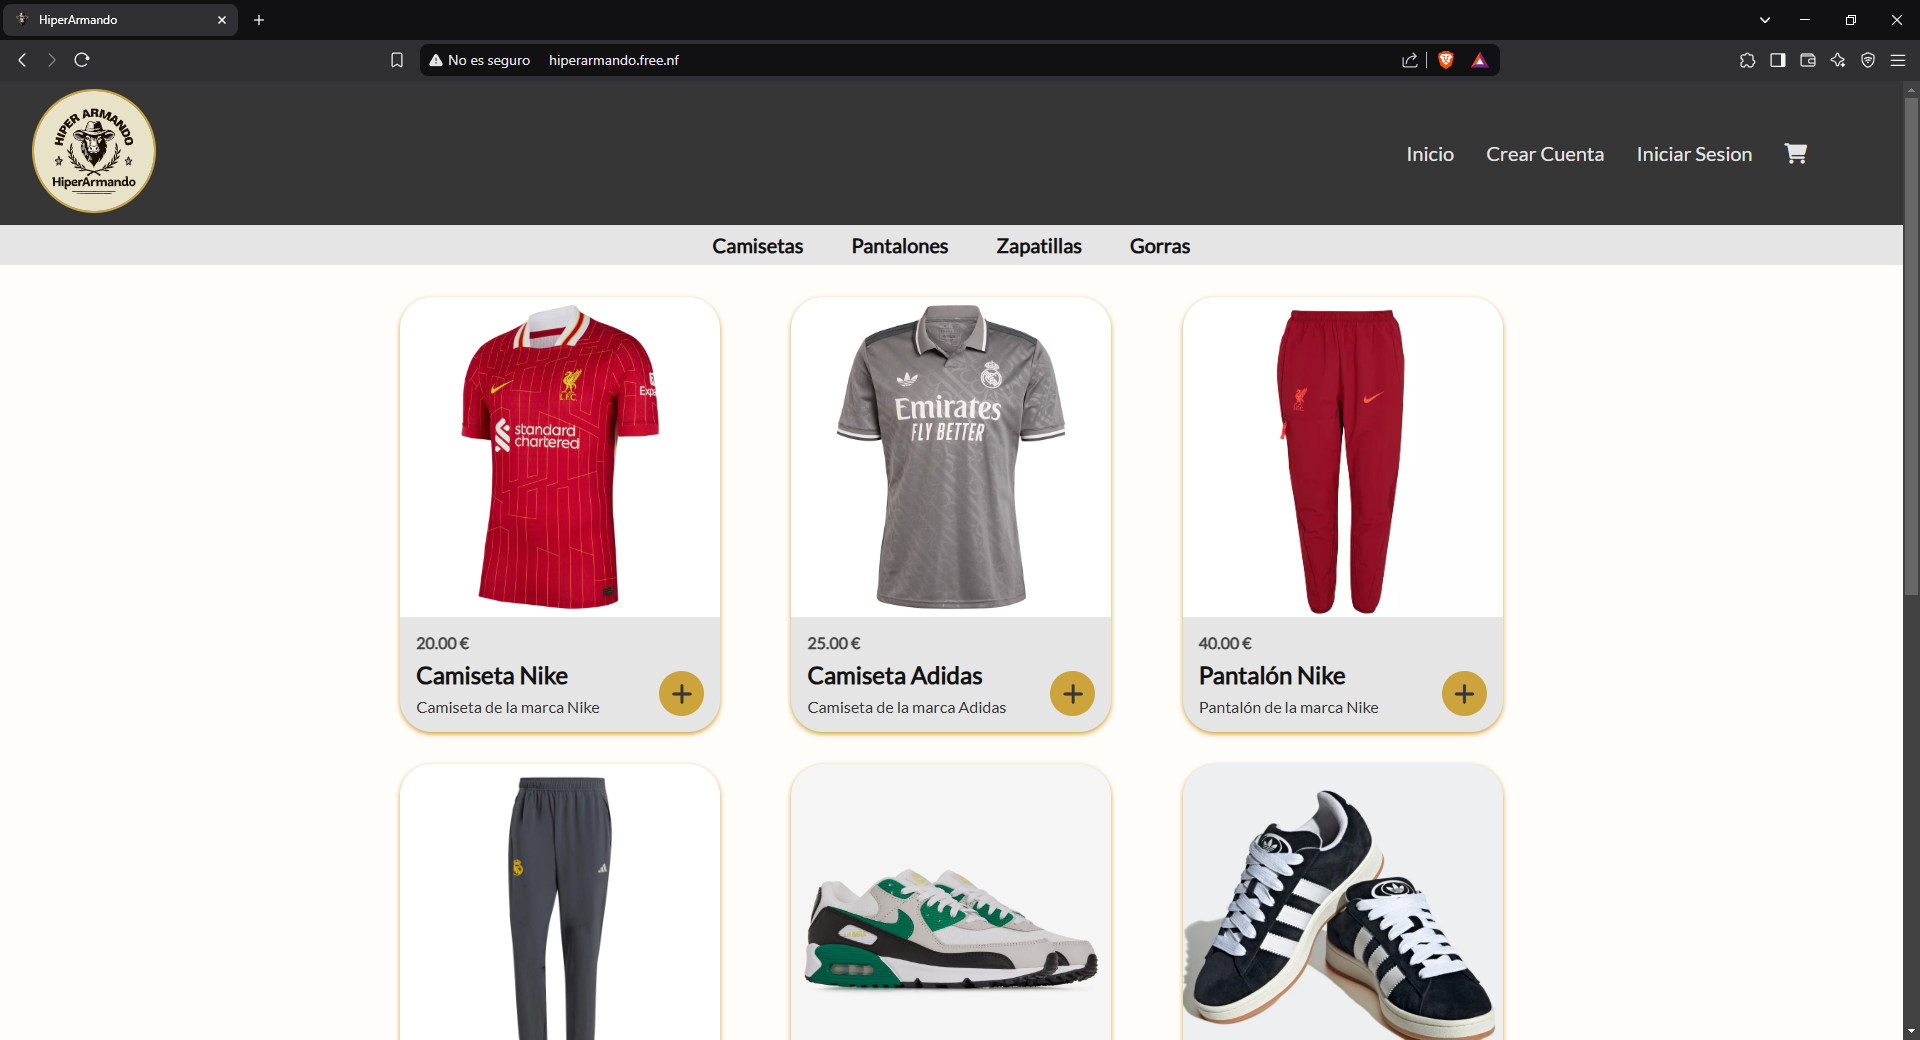 HiperArmando
No es seguro hiperarmando.free.nf
HIPER ARMANDO
HiperArmando
Inicio Crear Cuenta Iniciar Sesion
Camisetas Pantalones Zapatillas Gorras
L.F.C.
standard
chartered
Emirates
FLY BETTER
20.00 €
Camiseta Nike
Camiseta de la marca Nike
25.00 €
Camiseta Adidas
Camiseta de la marca Adidas
40.00 €
Pantalón Nike
Pantalón de la marca Nike